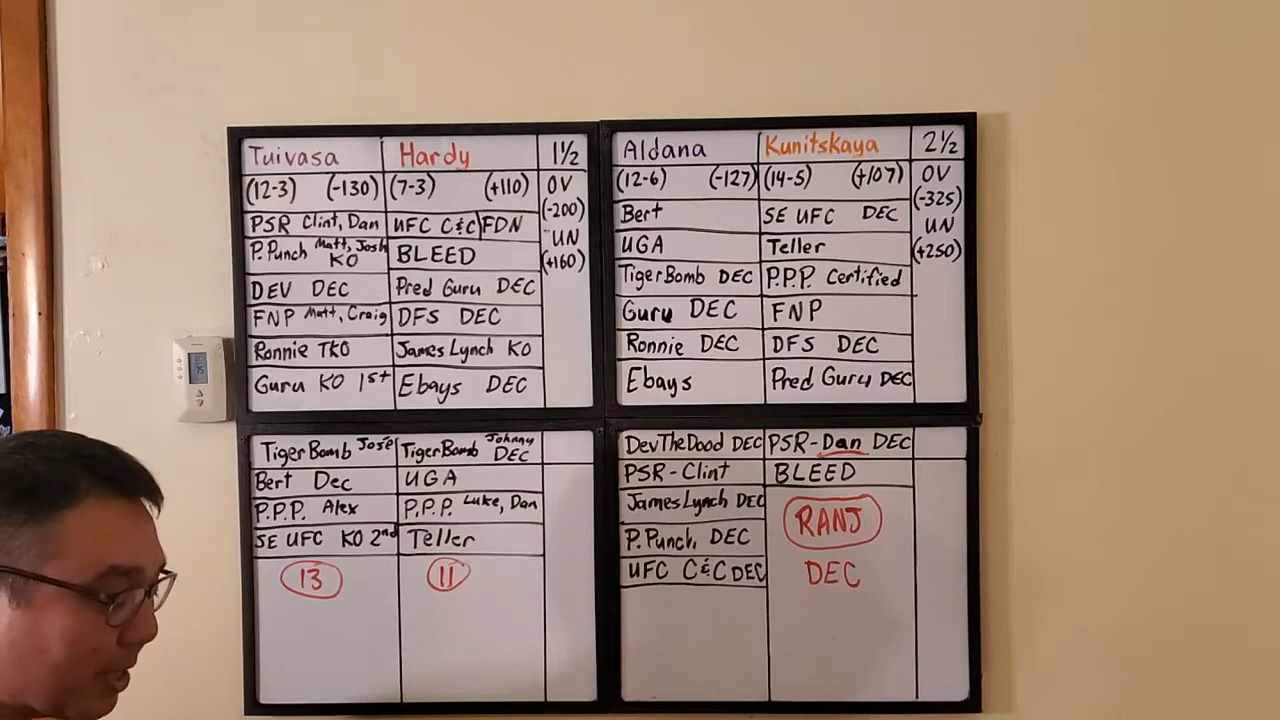 Tuivasa Hardy 1½
(12-3) (-130) (7-3) (+110) OV
(-200)
PSR Clint, Dan UFC C&C FDN
UN
P. Punch Matt, Josh KO BLEED
(+160)
DEV DEC Pred Guru DEC
FNP Matt, Craig DFS DEC
Ronnie TKO James Lynch KO
Guru KO 1st Ebays DEC
TigerBomb José TigerBomb Johnny DEC
Bert Dec UGA
P.P.P. Alex P.P.P. Luke, Dan
SE UFC KO 2nd Teller
13 11
Aldana Kunitskaya 2½
(12-6) (-127) (14-5) (+107) OV
(-325)
Bert SE UFC DEC
UN
UGA Teller
(+250)
TigerBomb DEC P.P.P. Certified
Guru DEC FNP
Ronnie DEC DFS DEC
Ebays Pred Guru DEC
DevTheDood DEC PSR-Dan DEC
PSR-Clint BLEED
James Lynch DEC
RANJ
P. Punch, DEC
UFC C&C DEC DEC
75